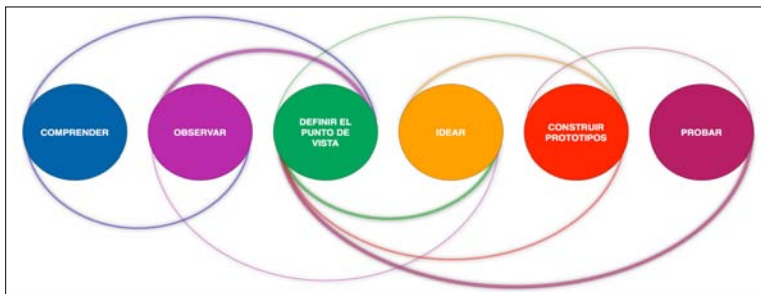 COMPRENDER
OBSERVAR
DEFINIR EL
PUNTO DE
VISTA
IDEAR
CONSTRUIR
PROTOTIPOS
PROBAR